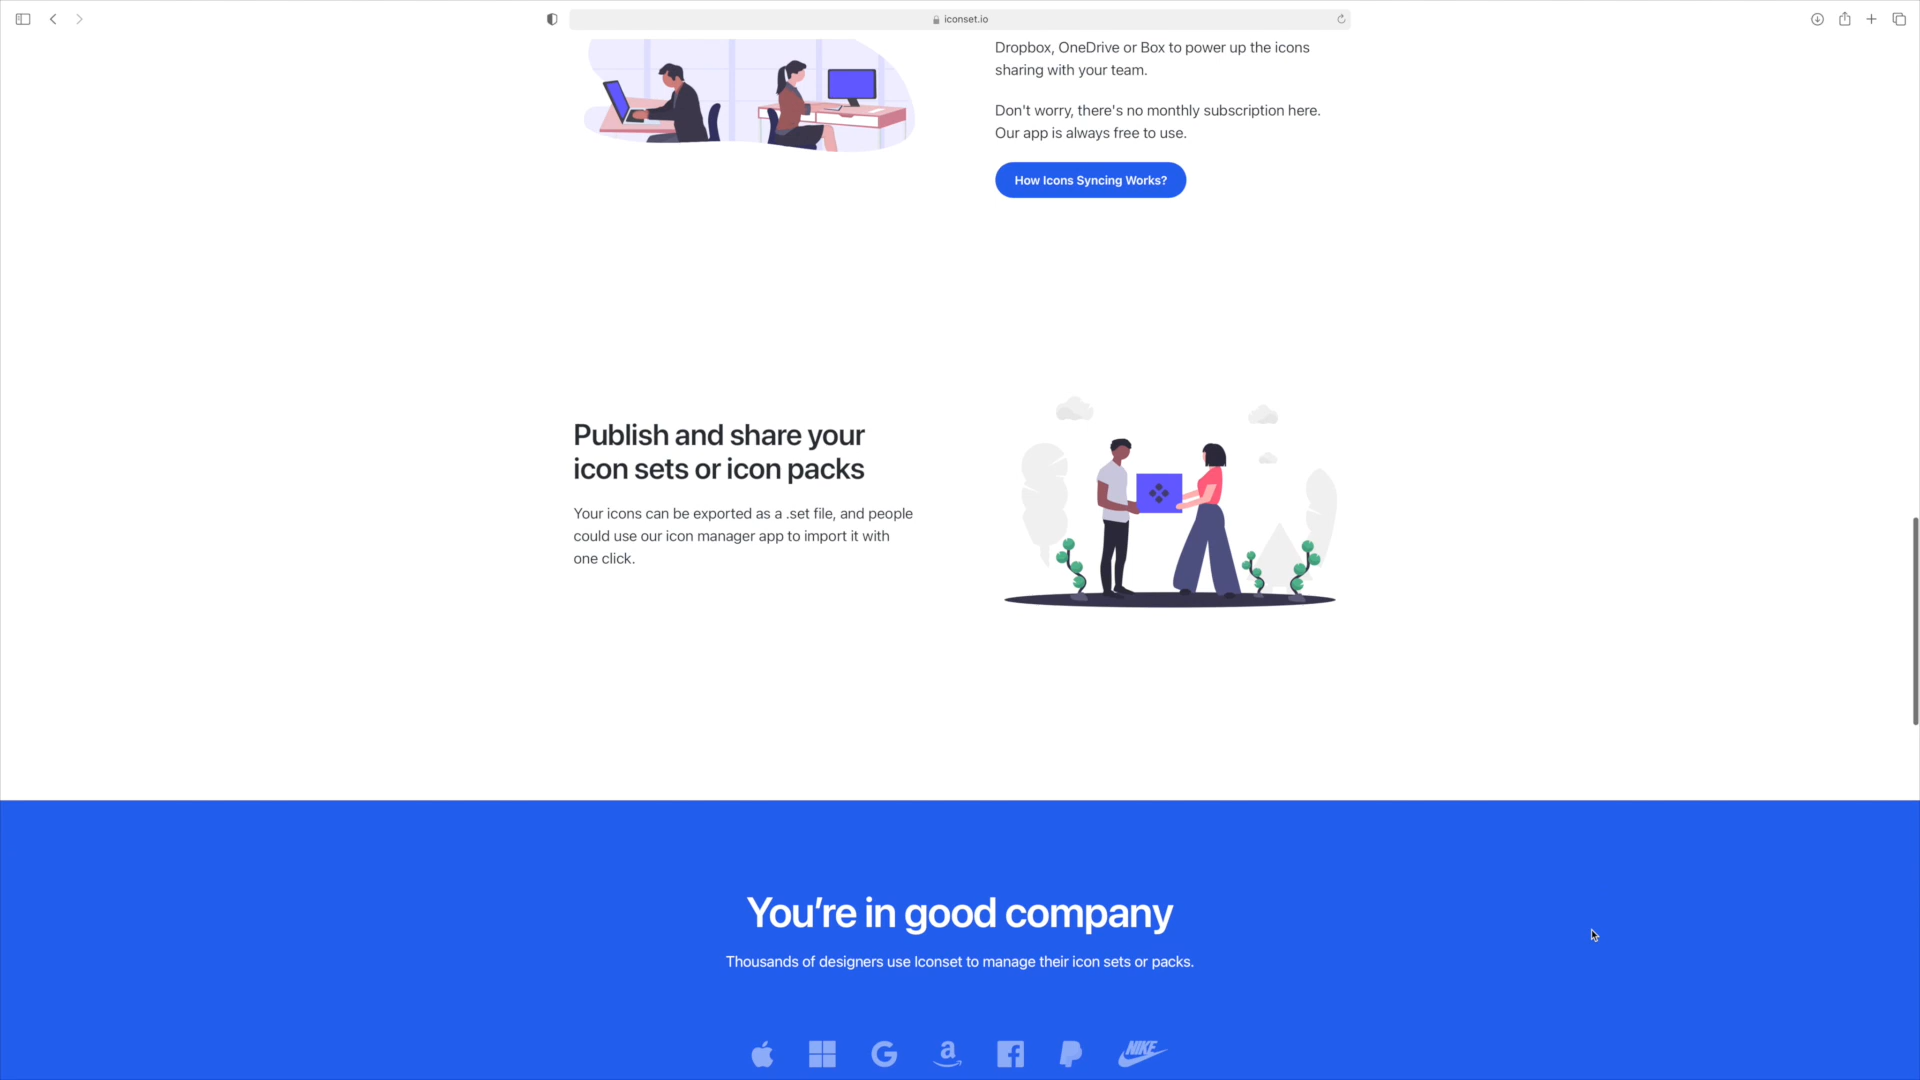 iconset.io
Dropbox, OneDrive or Box to power up the icons
sharing with your team.
Don't worry, there's no monthly subscription here.
Our app is always free to use.
How Icons Syncing Works?
Publish and share your
icon sets or icon packs
Your icons can be exported as a .set file, and people
could use our icon manager app to import it with
one click.
You're in good company
Thousands of designers use Iconset to manage their icon sets or packs.
NIKE